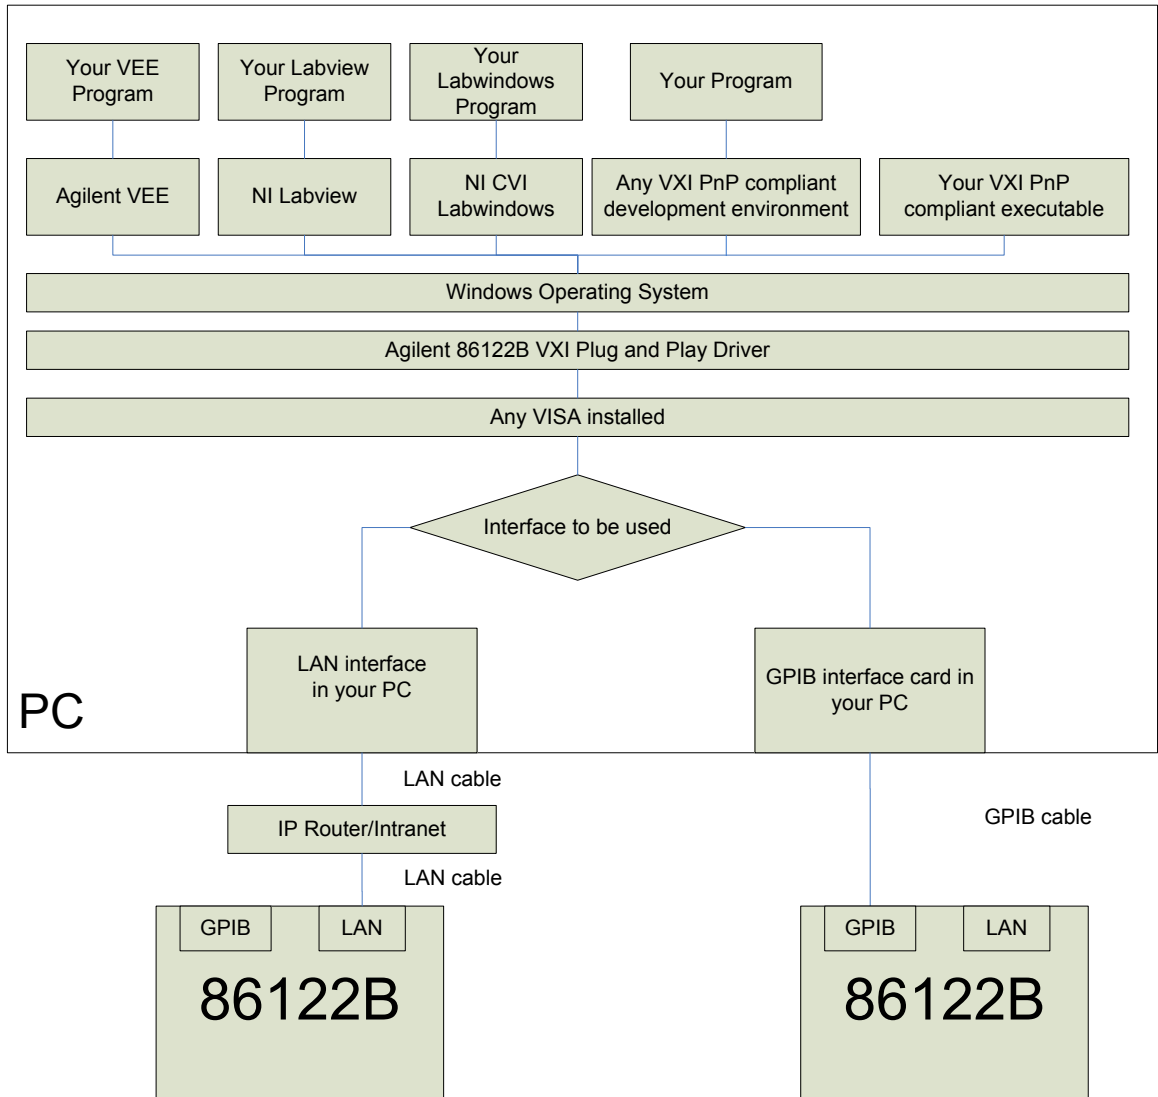 Your VEE
Program
Your Labview
Program
Your
Labwindows
Program
Your Program
Agilent VEE
NI Labview
NI CVI
Labwindows
Any VXI PnP compliant
development environment
Your VXI PnP
compliant executable
Windows Operating System
Agilent 86122B VXI Plug and Play Driver
Any VISA installed
Interface to be used
LAN interface
in your PC
GPIB interface card in
your PC
PC
LAN cable
IP Router/Intranet
GPIB cable
LAN cable
GPIB
LAN
86122B
GPIB
LAN
86122B